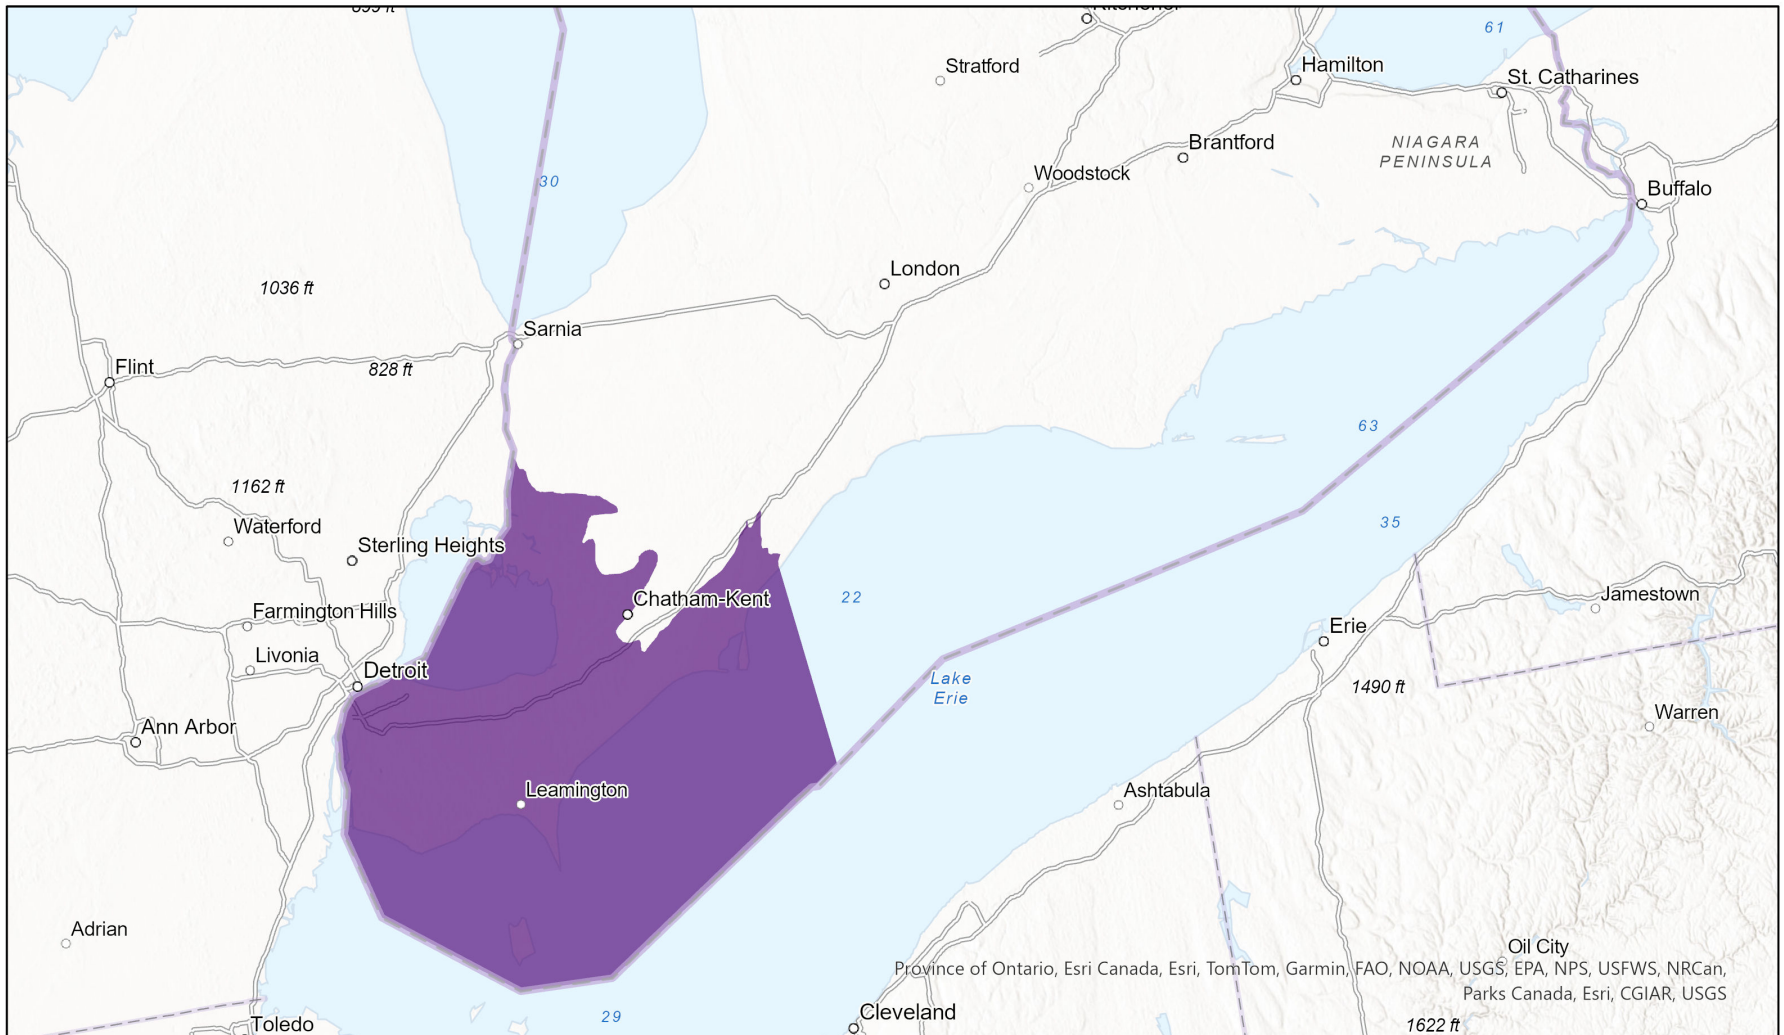 61
Stratford
Hamilton
St. Catharines
Brantford
NIAGARA
PENINSULA
Woodstock
30
Buffalo
London
1036 ft
Sarnia
Flint
828 ft
63
1162 ft
Waterford
35
Sterling Heights
22
Jamestown
Chatham-Kent
Farmington Hills
Erie
Livonia
Detroit
Lake
Erie
1490 ft
Warren
Ann Arbor
Leamington
Ashtabula
Adrian
Oil City
Province of Ontario, Esri Canada, Esri, TomTom, Garmin, FAO, NOAA, USGS, EPA, NPS, USFWS, NRCan,
Parks Canada, Esri, CGIAR, USGS
Cleveland
29
Toledo
1622 ft